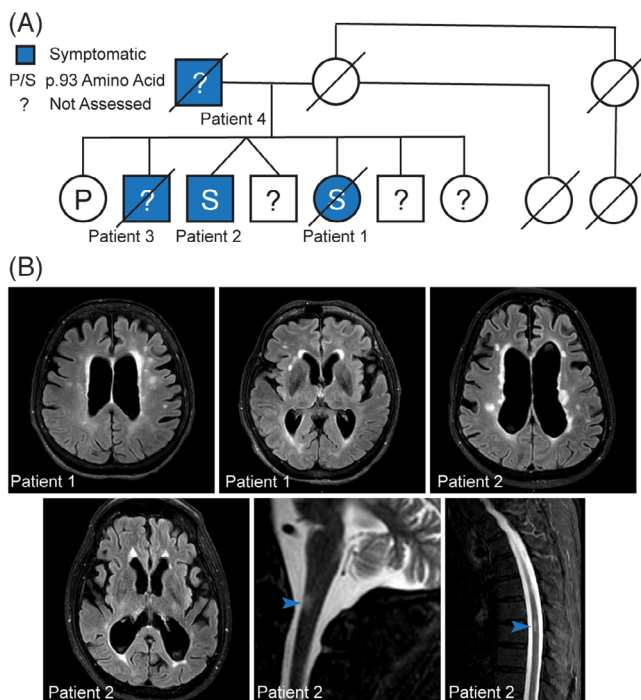 (A)
Symptomatic
P/S p.93 Amino Acid
? Not Assessed
?
Patient 4
P ? S ? S ? ?
Patient 3 Patient 2 Patient 1
(B)
Patient 1 Patient 1 Patient 2
Patient 2 Patient 2 Patient 2